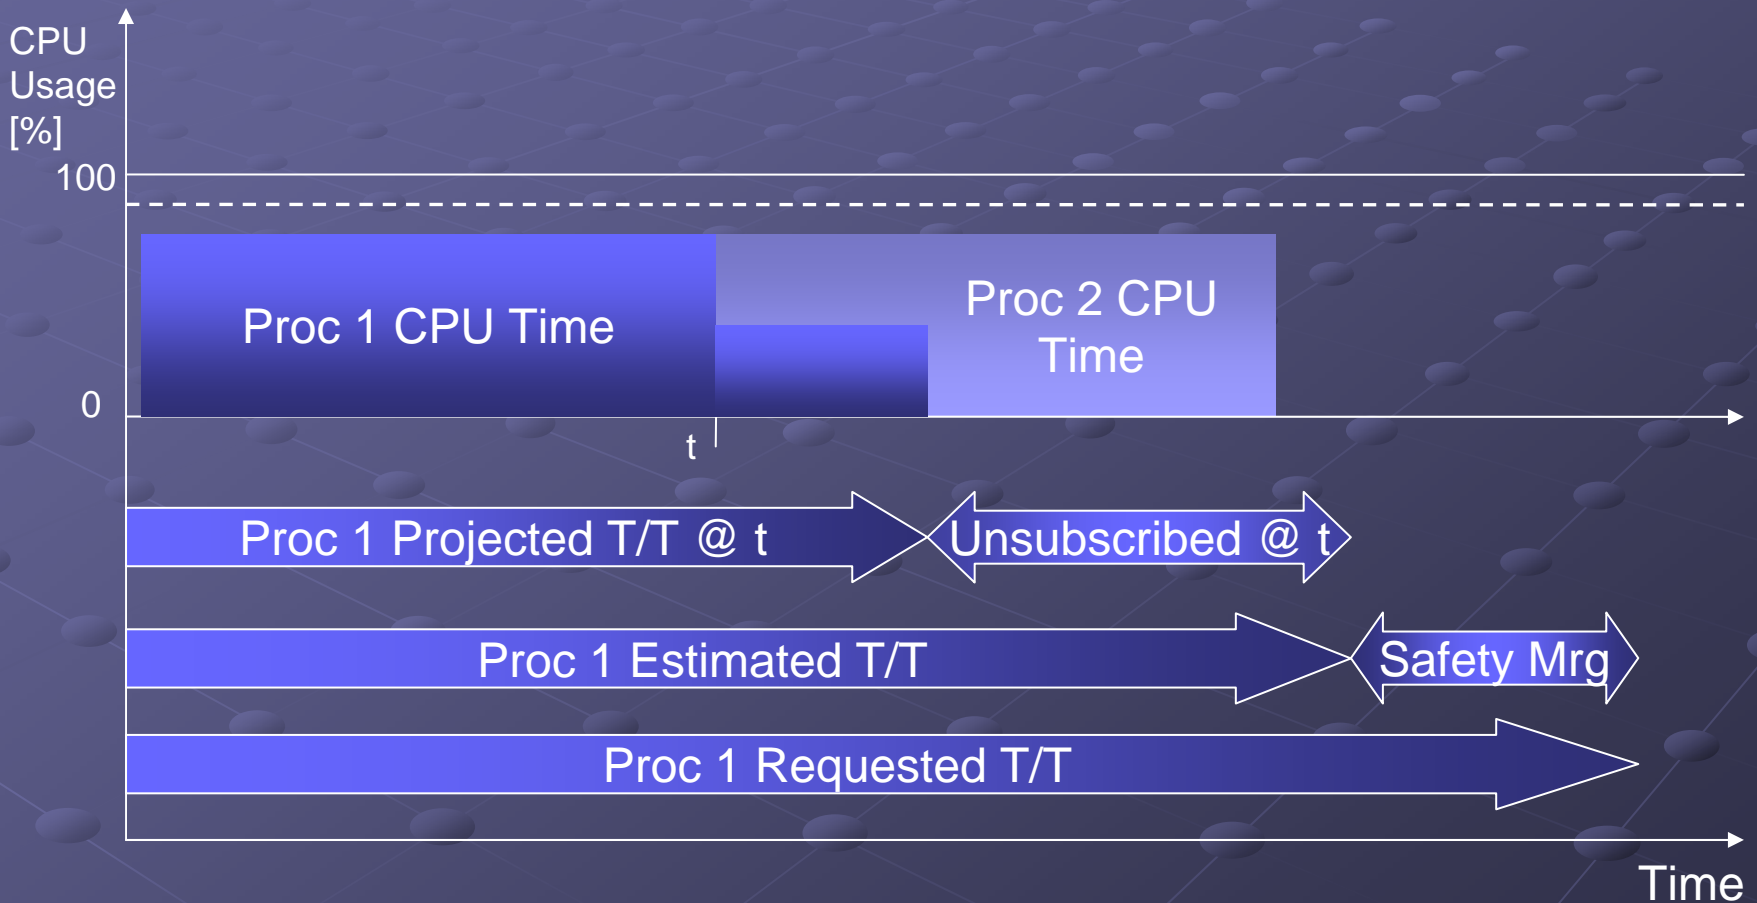 CPU
Usage
[%]
100
Proc 1 CPU Time
Proc 2 CPU
Time
0
t
Proc 1 Projected T/T @ t
Unsubscribed @ t
Proc 1 Estimated T/T
Safety Mrg
Proc 1 Requested T/T
Time